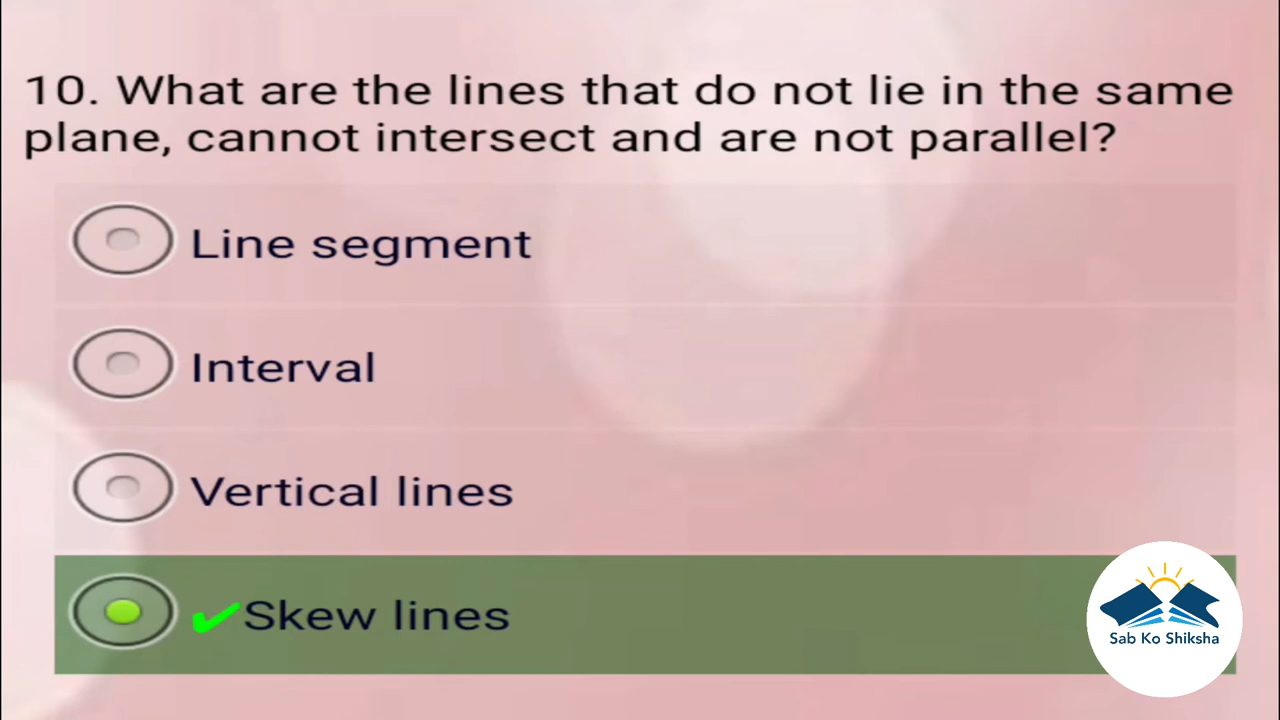 10. What are the lines that do not lie in the same
plane, cannot intersect and are not parallel?
Line segment
Interval
Vertical lines
✔Skew lines
Sab Ko Shiksha